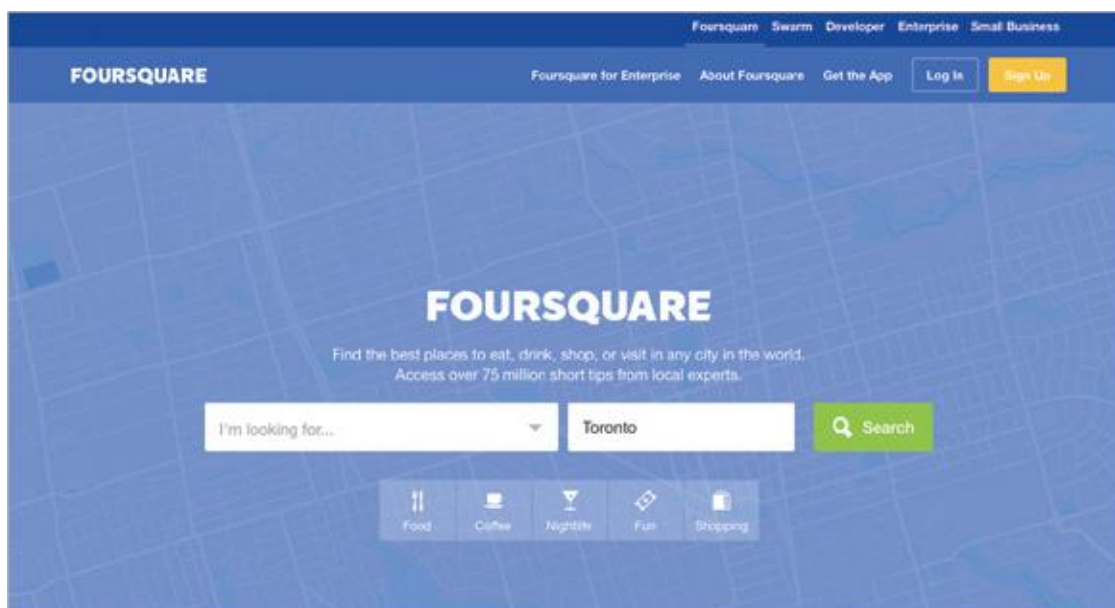 Foursquare Swarm Developer Enterprise Small Business
FOURSQUARE Foursquare for Enterprise About Foursquare Get the App Log In Sign Up
FOURSQUARE
Find the best places to eat, drink, shop, or visit in any city in the world.
Access over 75 million short tips from local experts.
I'm looking for... Toronto Search
Food Coffee Nightlife Fun Shopping